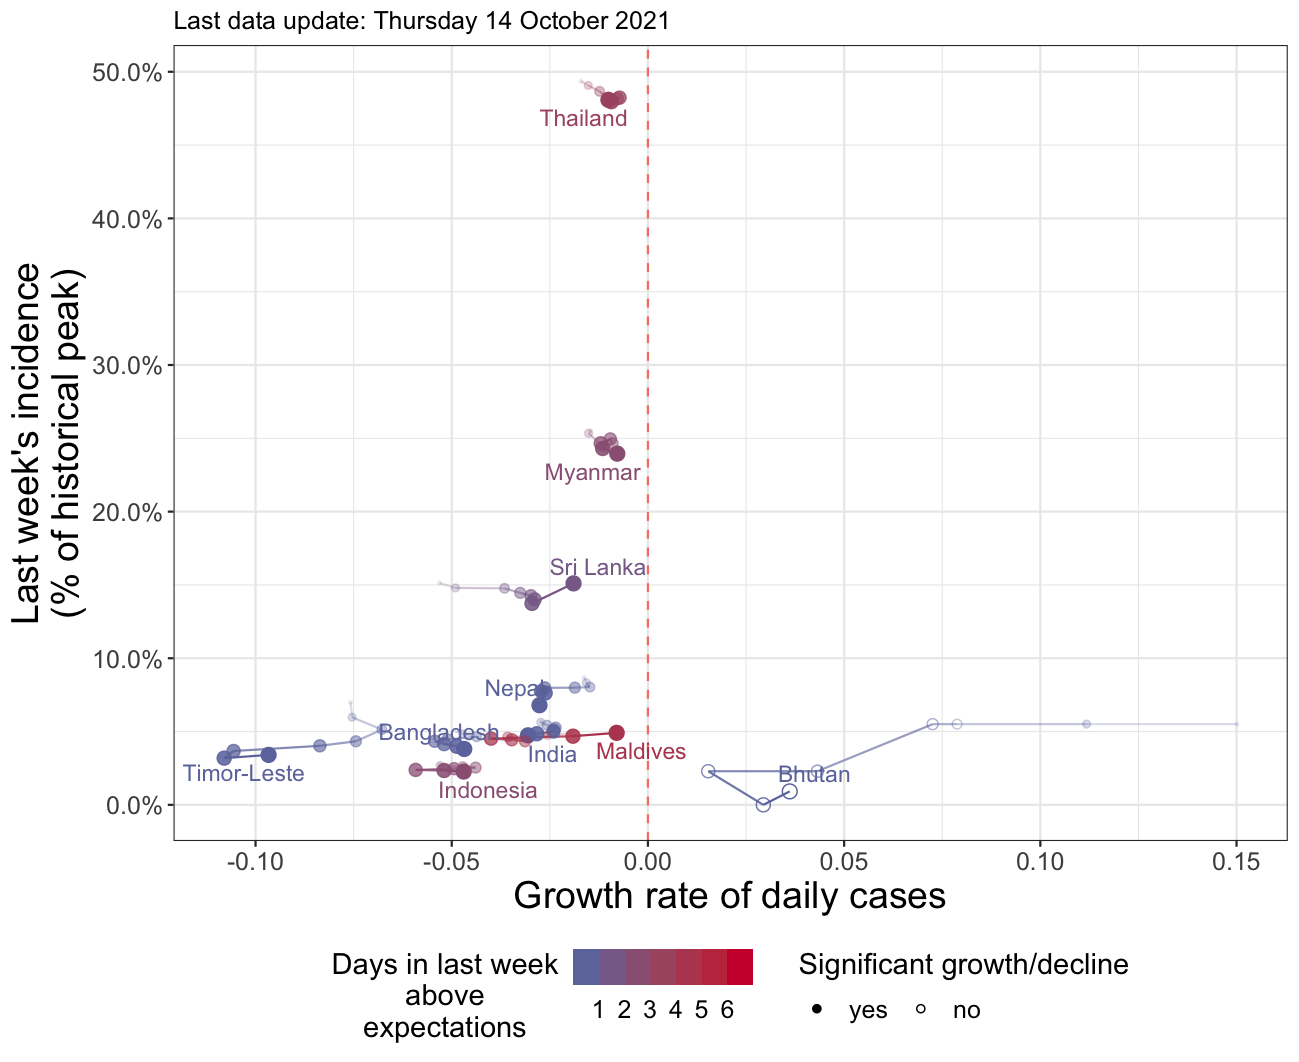 Last data update: Thursday 14 October 2021
Last week's incidence
(% of historical peak)
50.0%
40.0%
30.0%
20.0%
10.0%
0.0%
Thailand
Myanmar
Sri Lanka
Nepal
Bangladesh
India
Maldives
Timor-Leste
Indonesia
Bhutan
-0.10
-0.05
0.00
0.05
0.10
0.15
Growth rate of daily cases
Days in last week
above
expectations
1 2 3 4 5 6
Significant growth/decline
yes
no